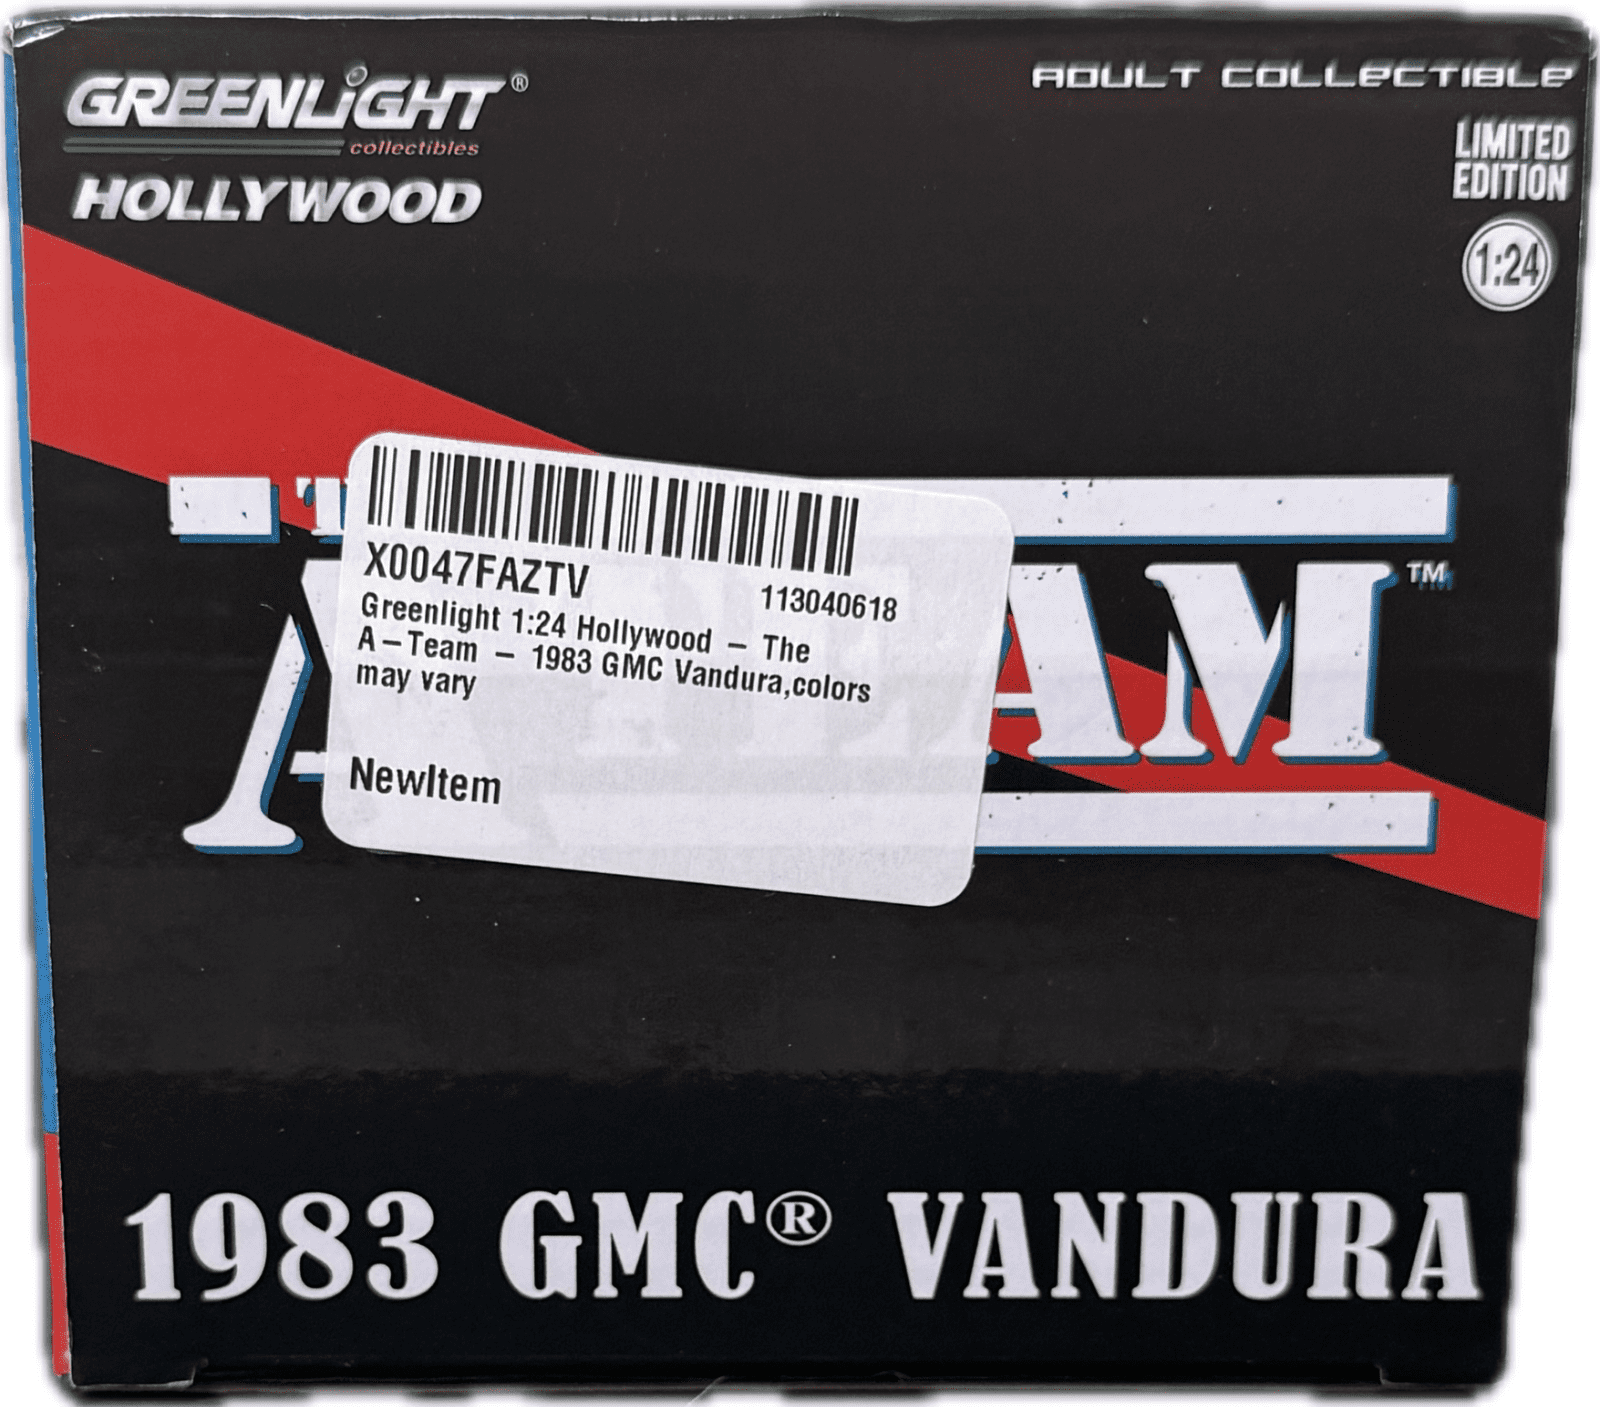 GREENLiGHT®
collectibles
HOLLYWOOD
ADULT COLLECTIBLE
LIMITED
EDITION
1:24
X0047FAZTV
113040618
Greenlight 1:24 Hollywood – The
A–Team – 1983 GMC Vandura,colors
may vary
NewItem
TEAM™
1983 GMC® VANDURA